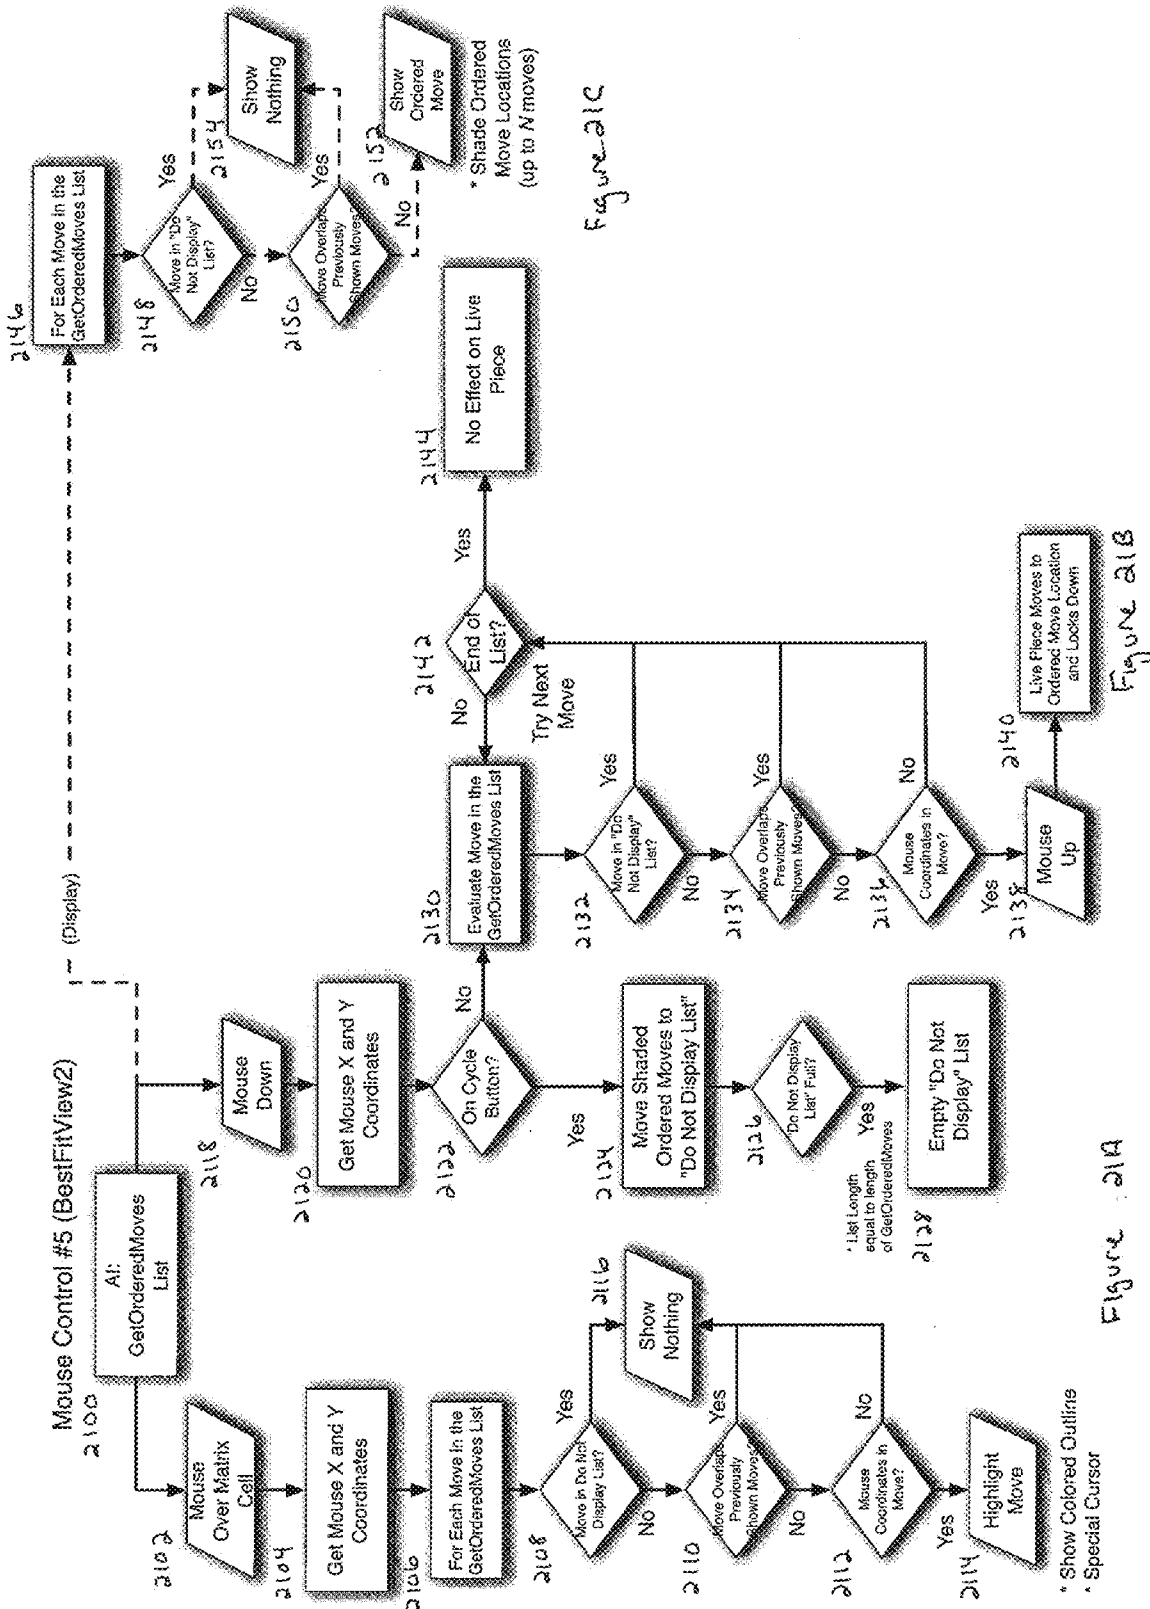 Mouse Control #5 (BestFitView2)
2100
AI:
GetOrderedMoves
List
(Display)
2102
Mouse
Over Matrix
Cell
2104
Get Mouse X and Y
Coordinates
2106
For Each Move in the
GetOrderedMoves List
2108
Move in Do Not
Display List?
Yes
No
2110
Move Overlaps
Previously
Shown Moves?
Yes
No
2112
Mouse
Coordinates in
Move?
No
Yes
2114
Highlight
Move
* Show Colored Outline
* Special Cursor
2116
Show
Nothing
2118
Mouse
Down
2120
Get Mouse X and Y
Coordinates
2122
On Cycle
Button?
No
Yes
2124
Move Shaded
Ordered Moves to
"Do Not Display List"
2126
"Do Not Display
List" Full?
Yes
* List Length
equal to length
of GetOrderedMoves
2128
Empty "Do Not
Display" List
Figure 21A
2130
Evaluate Move in the
GetOrderedMoves List
2132
Move in "Do
Not Display"
List?
Yes
No
2134
Move Overlaps
Previously
Shown Moves?
Yes
No
2136
Mouse
Coordinates in
Move?
No
Yes
2138
Mouse
Up
2140
Live Piece Moves to
Ordered Move Location
and Locks Down
2142
End of
List?
No
Yes
Try Next
Move
2144
No Effect on Live
Piece
Figure 21B
2146
For Each Move in the
GetOrderedMoves List
2148
Move in "Do
Not Display"
List?
Yes
No
2150
Move Overlaps
Previously
Shown Moves?
Yes
No
2154
Show
Nothing
2152
Show
Ordered
Move
* Shade Ordered
Move Locations
(up to N moves)
Figure 21C